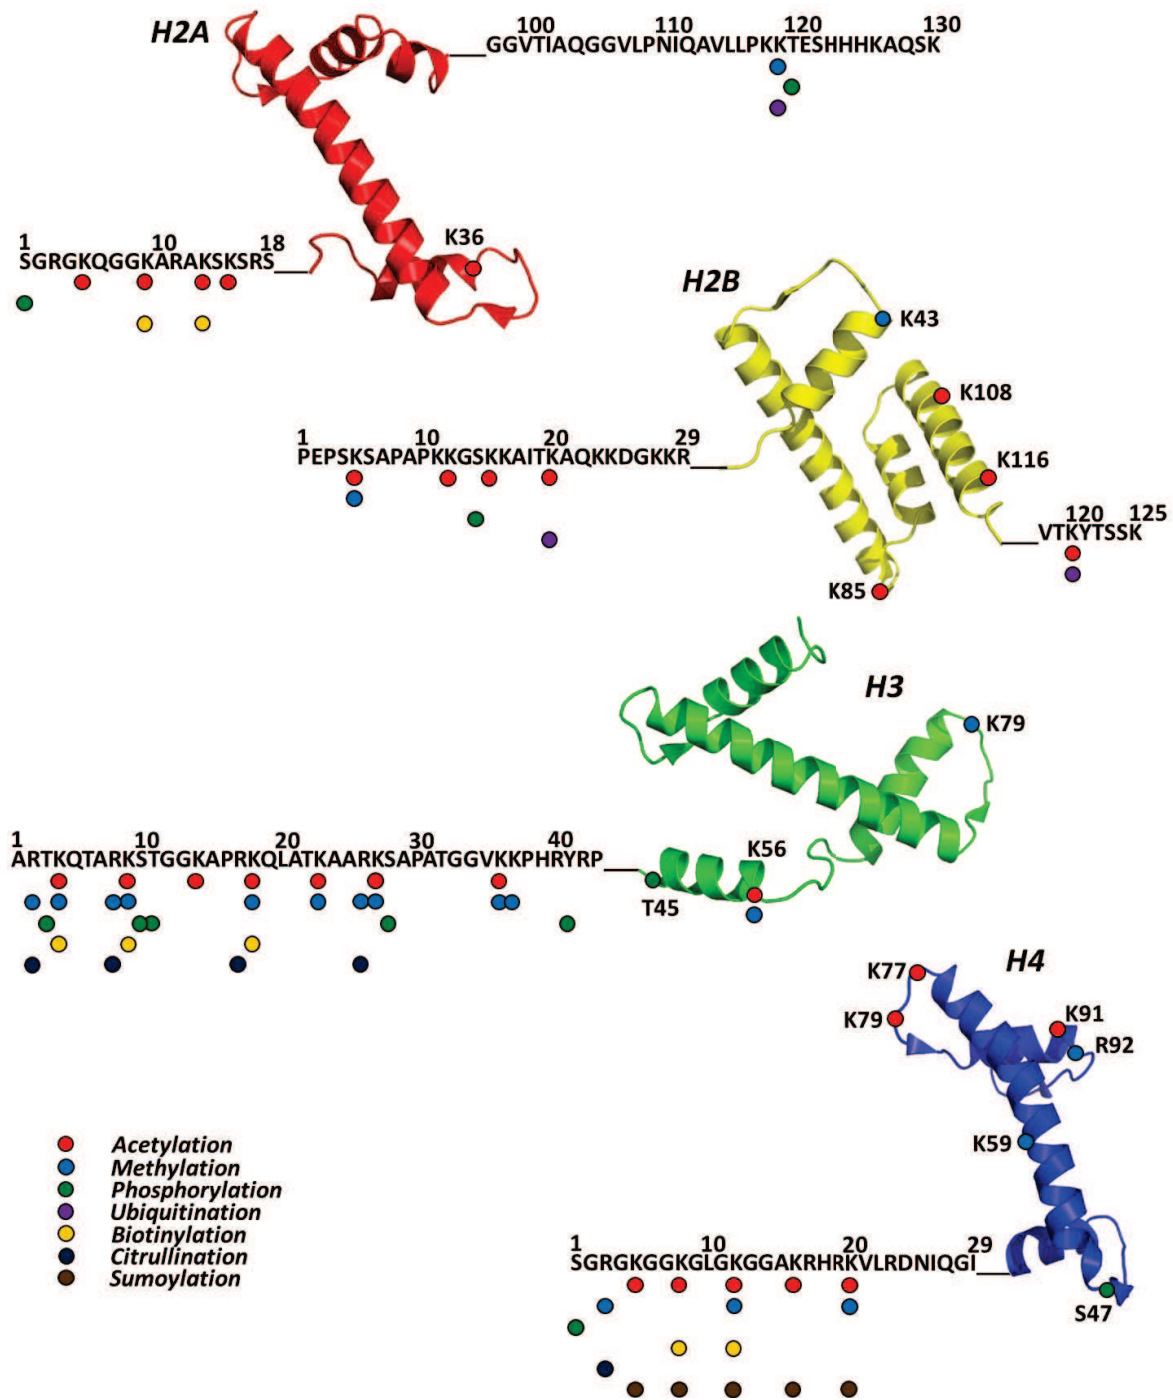 H2A
100 110 120 130
GGVTIAQGGVLPNIQAVLLPKKTESHHHKAQSK
K36
1 10 18
SGRGKQGGKARAKSKSRS
H2B
K43
K108
K116
1 10 20 29
PEPSKSAPAPKKGSKKAITKAQKKDGKKR
120 125
VTKYTSSK
K85
H3
K79
1 10 20 30 40
ARTKQTARKSTGGKAPRKQLATKAARKSAPATGGVKKPHRYRP
K56
T45
H4
K77
K79
K91
R92
K59
Acetylation
Methylation
Phosphorylation
Ubiquitination
Biotinylation
Citrullination
Sumoylation
1 10 20 29
SGRGKGGKGLGKGGAKRHRKVLRDNIQGI
S47